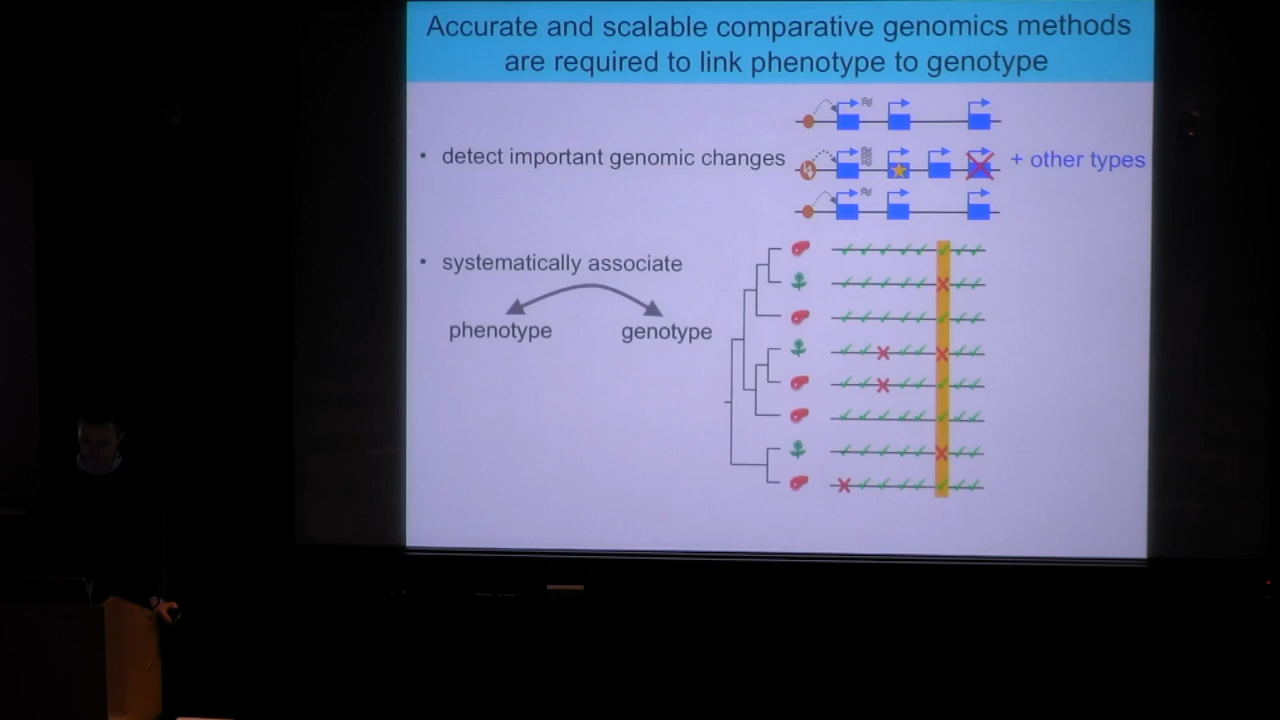 Accurate and scalable comparative genomics methods
are required to link phenotype to genotype
• detect important genomic changes
+ other types
• systematically associate
phenotype genotype